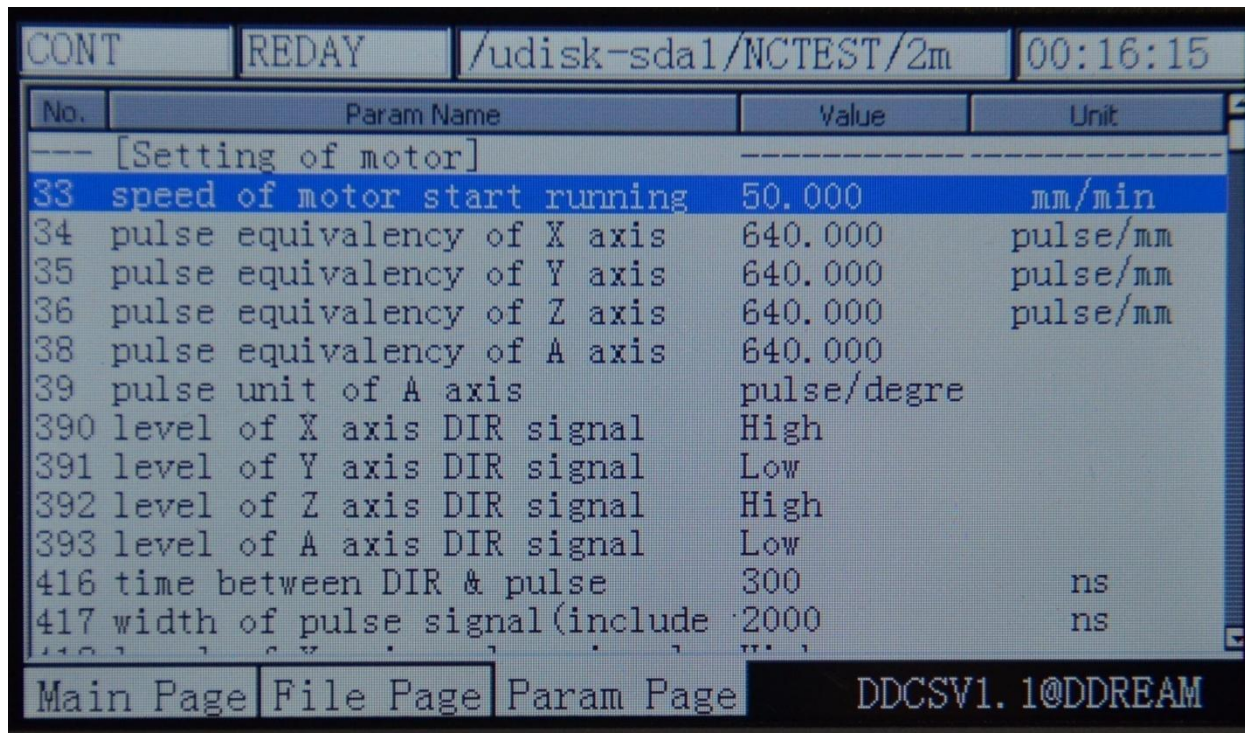 CONT REDAY /udisk-sda1/NCTEST/2m 00:16:15
No. Param Name Value Unit
--- [Setting of motor] --------------------------
33 speed of motor start running 50.000 mm/min
34 pulse equivalency of X axis 640.000 pulse/mm
35 pulse equivalency of Y axis 640.000 pulse/mm
36 pulse equivalency of Z axis 640.000 pulse/mm
38 pulse equivalency of A axis 640.000
39 pulse unit of A axis pulse/degre
390 level of X axis DIR signal High
391 level of Y axis DIR signal Low
392 level of Z axis DIR signal High
393 level of A axis DIR signal Low
416 time between DIR & pulse 300 ns
417 width of pulse signal(include 2000 ns
Main Page File Page Param Page DDCSV1.1@DDREAM